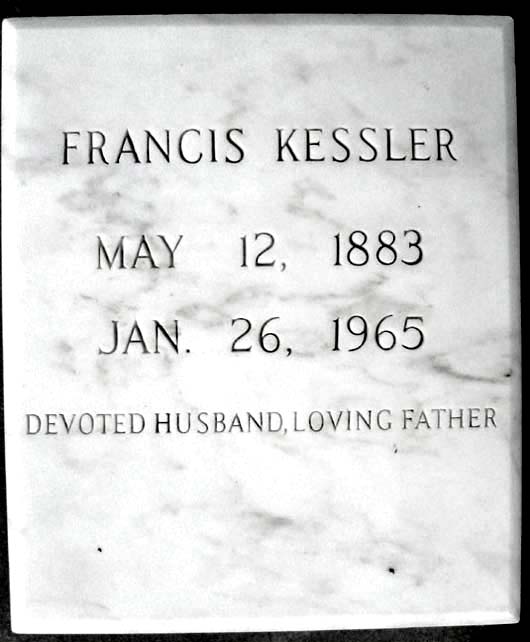 FRANCIS KESSLER
MAY 12, 1883
JAN. 26, 1965
DEVOTED HUSBAND, LOVING FATHER